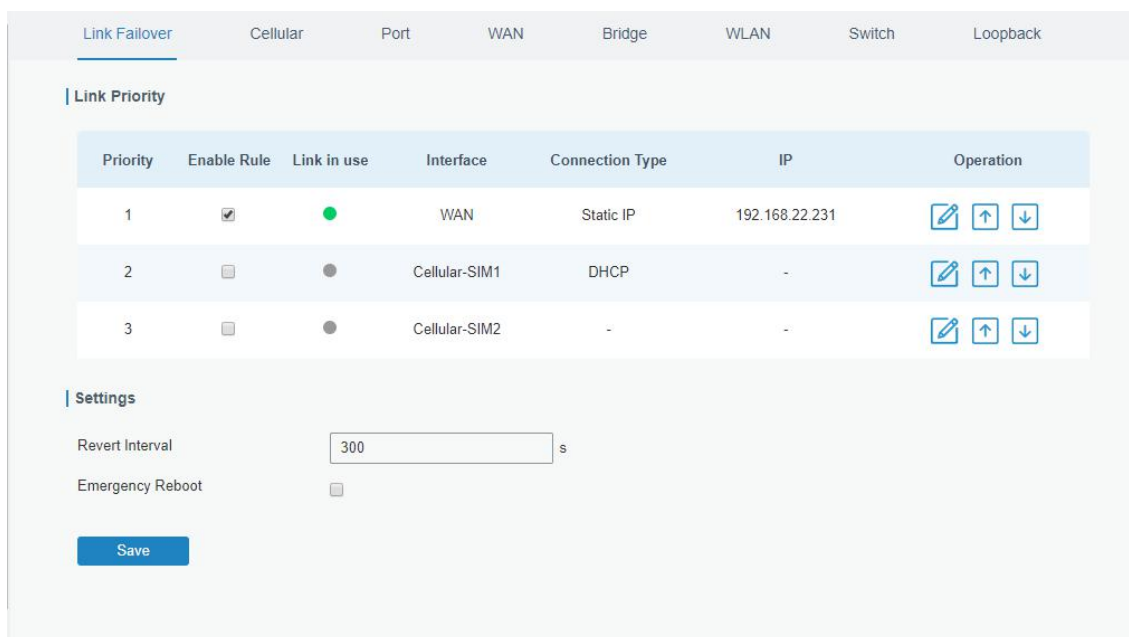 Link Failover Cellular Port WAN Bridge WLAN Switch Loopback
Link Priority
Priority Enable Rule Link in use Interface Connection Type IP Operation
1 WAN Static IP 192.168.22.231
2 Cellular-SIM1 DHCP -
3 Cellular-SIM2 - -
Settings
Revert Interval 300 s
Emergency Reboot
Save